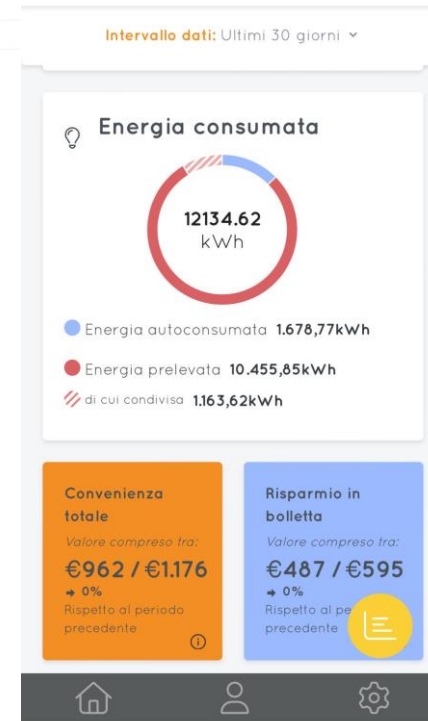 Intervallo dati: Ultimi 30 giorni
Energia consumata
12134.62
kWh
Energia autoconsumata 1.678,77kWh
Energia prelevata 10.455,85kWh
di cui condivisa 1.163,62kWh
Convenienza
totale
Valore compreso tra:
€962 / €1.176
→ 0%
Rispetto al periodo
precedente
Risparmio in
bolletta
Valore compreso tra:
€487 / €595
→ 0%
Rispetto al pe
precedente